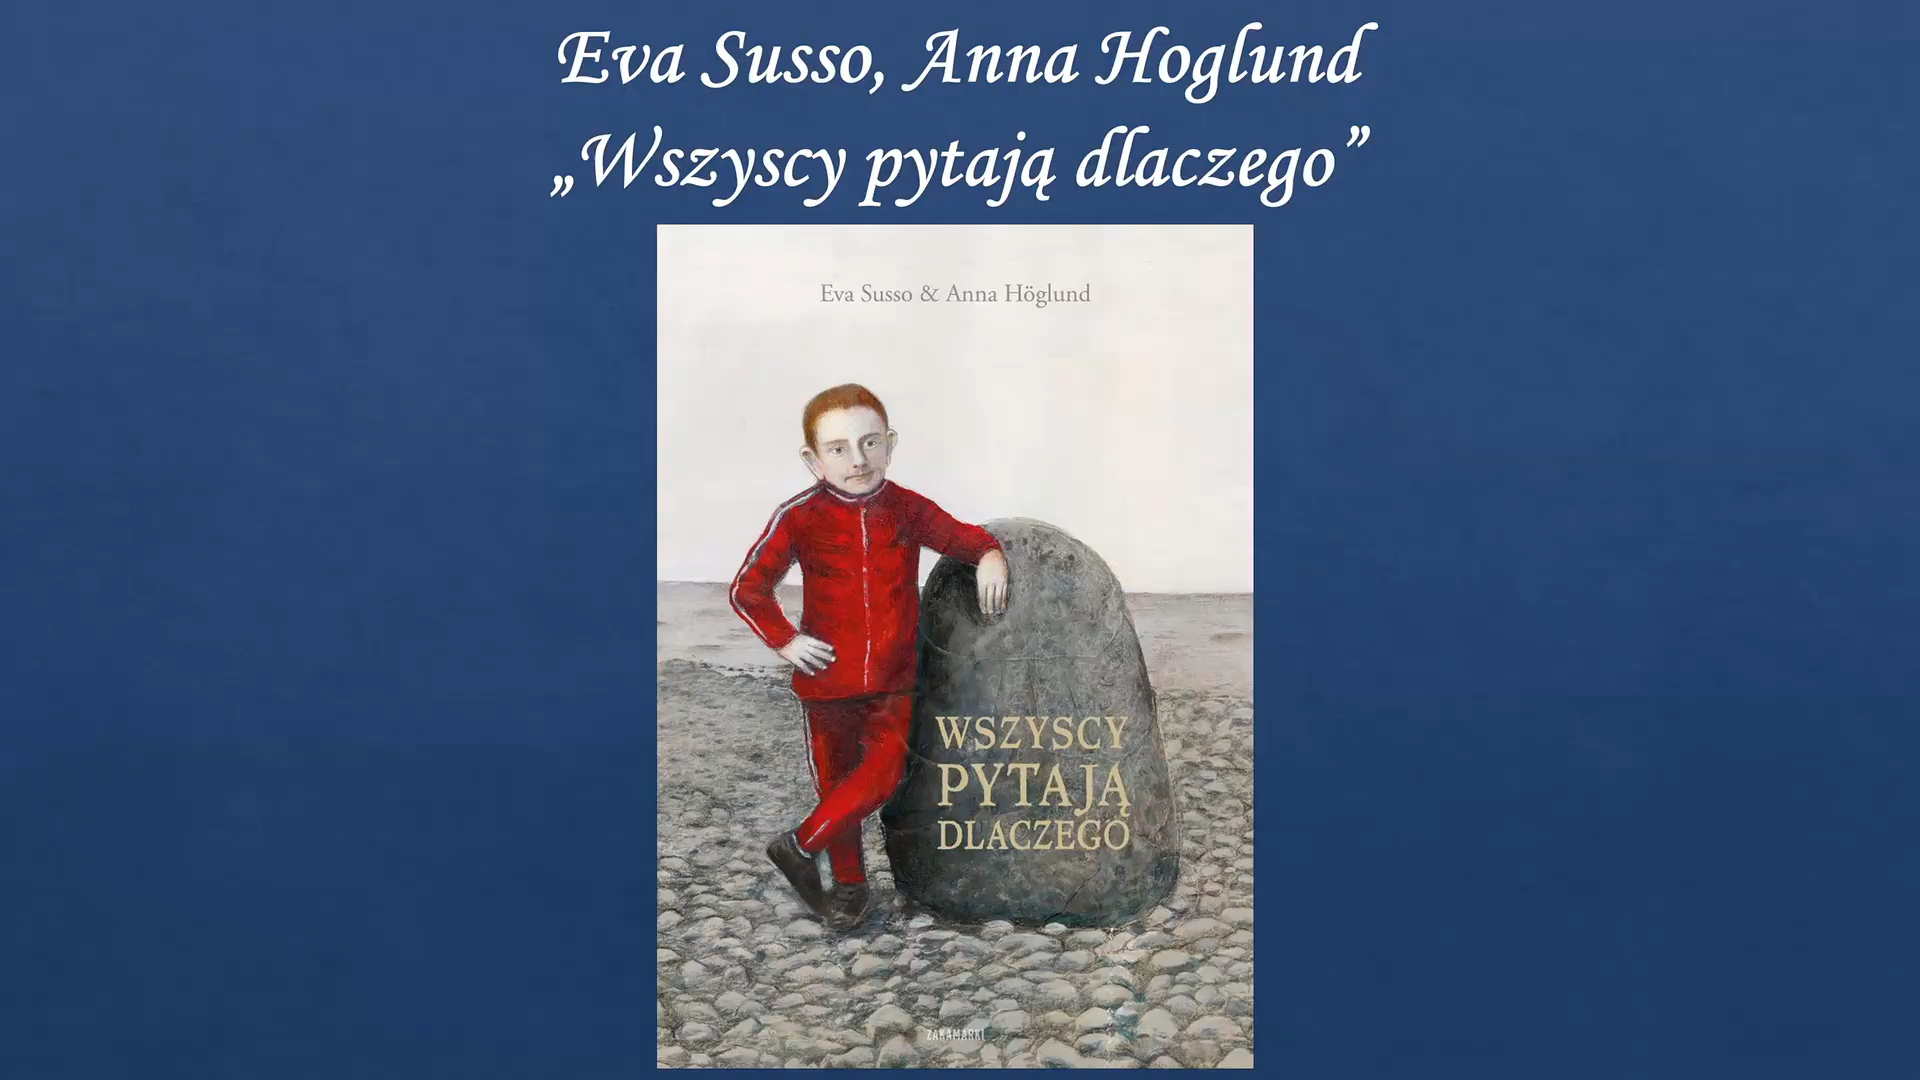 Eva Susso, Anna Hoglund
„Wszyscy pytają dlaczego”
Eva Susso & Anna Höglund
WSZYSCY
PYTAJĄ
DLACZEGO
ZAKAMARKI